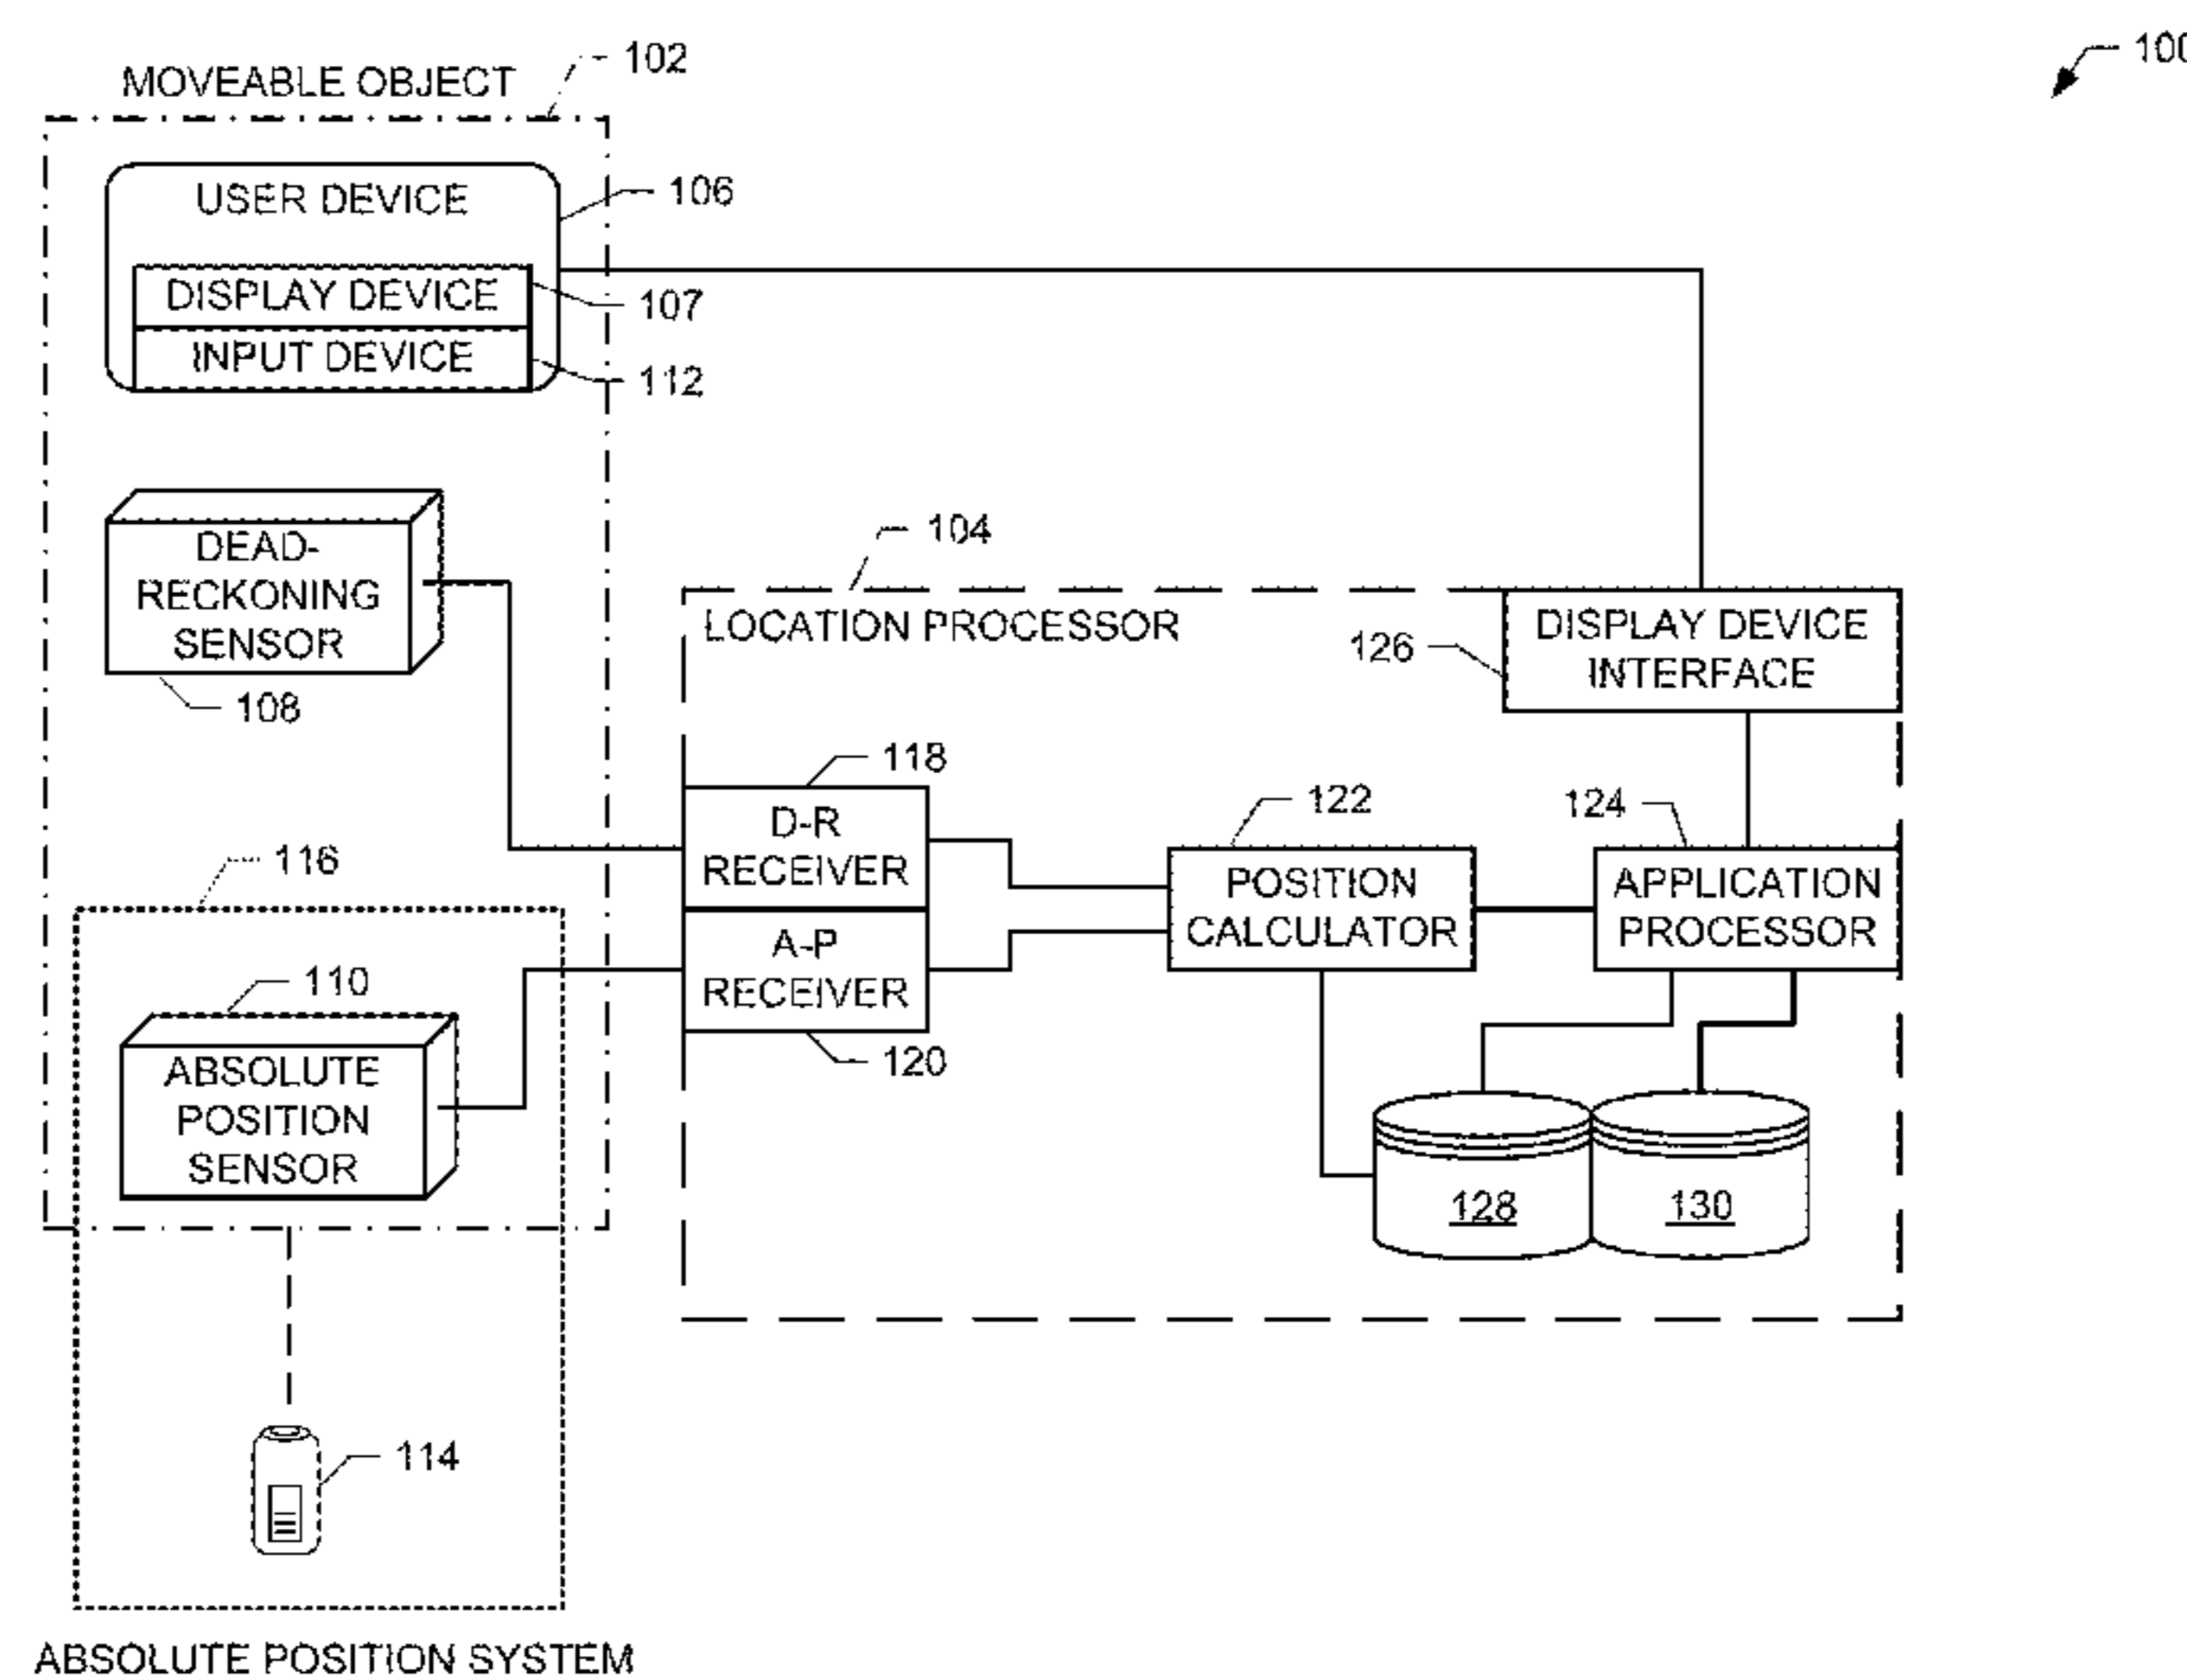 100
MOVEABLE OBJECT
102
USER DEVICE
106
DISPLAY DEVICE
107
INPUT DEVICE
112
DEAD-
RECKONING
SENSOR
108
104
LOCATION PROCESSOR
DISPLAY DEVICE
INTERFACE
126
118
D-R
RECEIVER
122
POSITION
CALCULATOR
124
APPLICATION
PROCESSOR
116
A-P
RECEIVER
120
110
ABSOLUTE
POSITION
SENSOR
128
130
114
ABSOLUTE POSITION SYSTEM